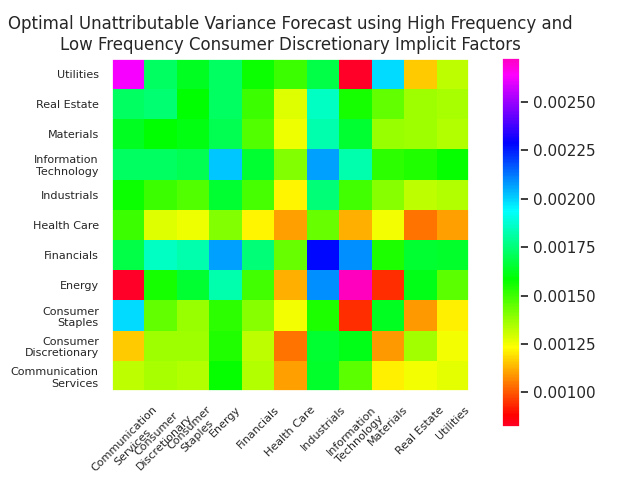 Optimal Unattributable Variance Forecast using High Frequency and
Low Frequency Consumer Discretionary Implicit Factors
Utilities
Real Estate
Materials
Information
Technology
Industrials
Health Care
Financials
Energy
Consumer
Staples
Consumer
Discretionary
Communication
Services
Communication
Services
Consumer
Discretionary
Consumer
Staples
Energy
Financials
Health Care
Industrials
Information
Technology
Materials
Real Estate
Utilities
0.00250
0.00225
0.00200
0.00175
0.00150
0.00125
0.00100